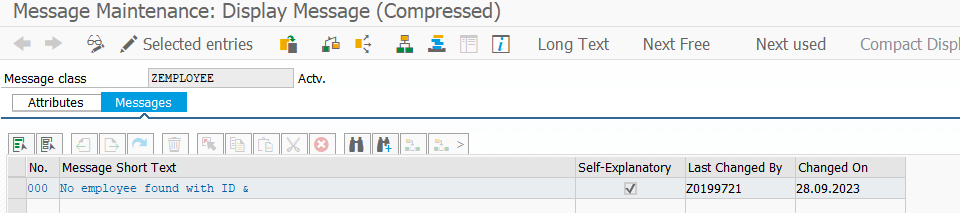 Message Maintenance: Display Message (Compressed)
Selected entries Long Text Next Free Next used Compact Displ
Message class ZEMPLOYEE Actv.
Attributes Messages
No. Message Short Text Self-Explanatory Last Changed By Changed On
000 No employee found with ID & Z0199721 28.09.2023